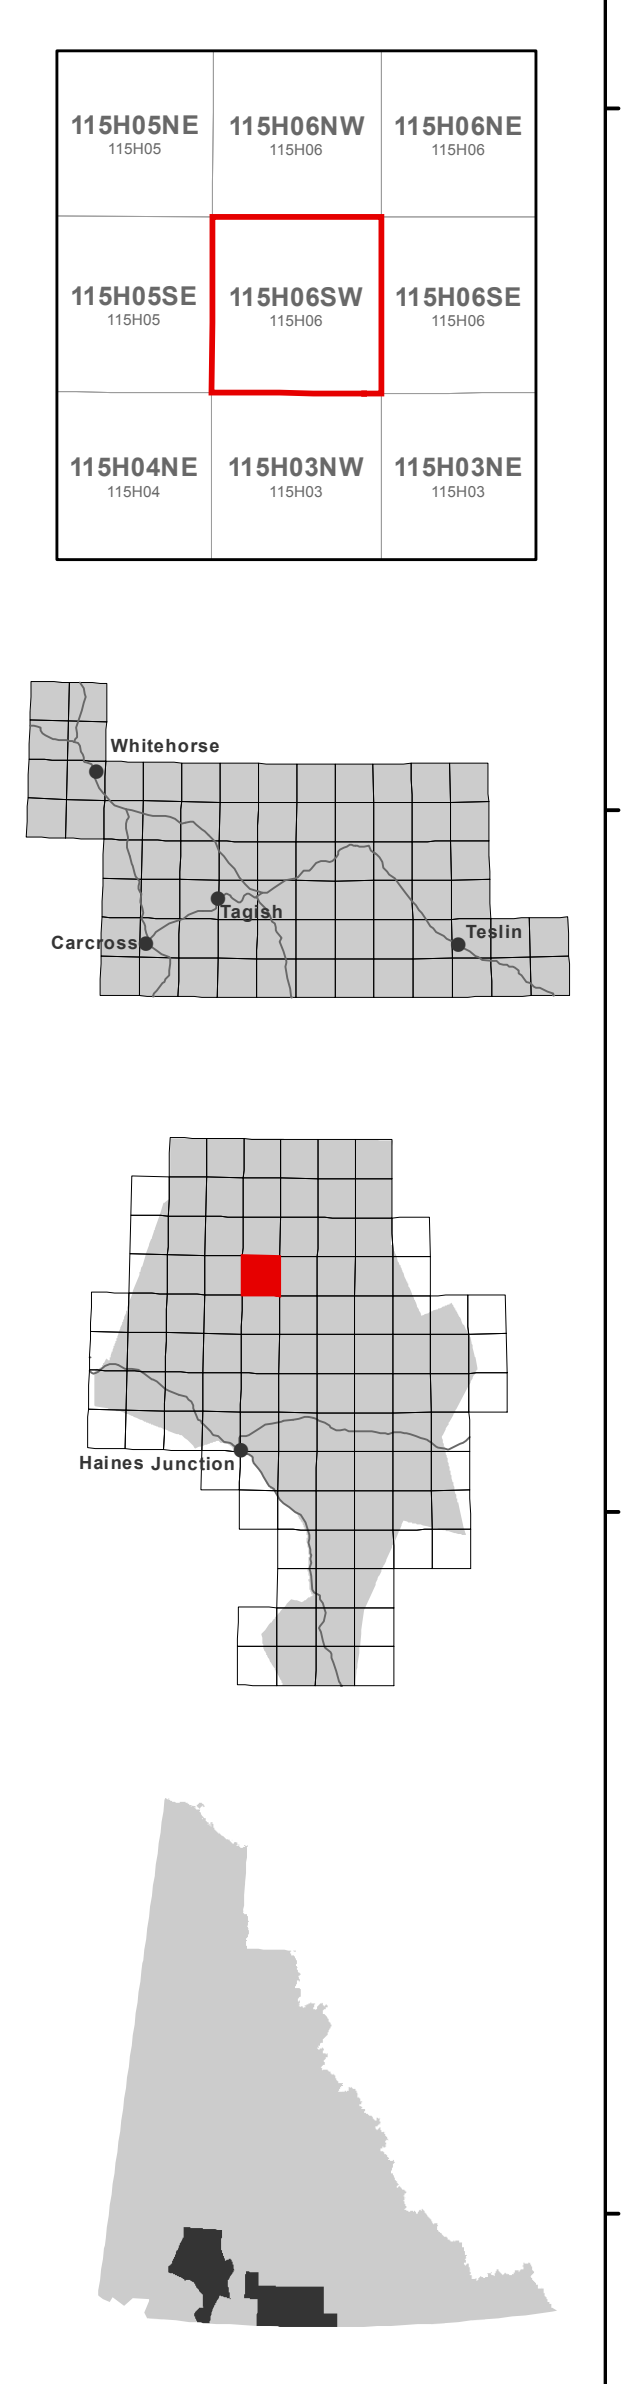 115H05NE 115H06NW 115H06NE
115H05 115H06 115H06
115H05SE 115H06SW 115H06SE
115H05 115H06 115H06
115H04NE 115H03NW 115H03NE
115H04 115H03 115H03
Whitehorse
Tagish
Teslin
Carcross
Haines Junction